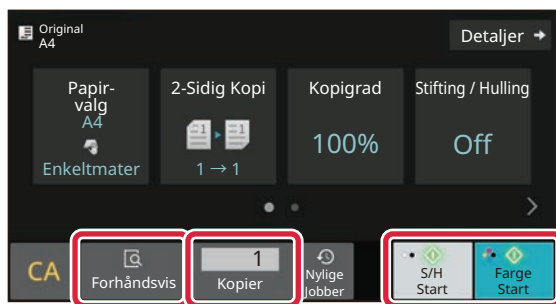 Original
A4
Detaljer
Papir-
valg
A4
Enkeltmater
2-Sidig Kopi
1 → 1
Kopigrad
100%
Stifting / Hulling
Off
CA
Forhåndsvis
1
Kopier
Nylige
Jobber
S/H
Start
Farge
Start